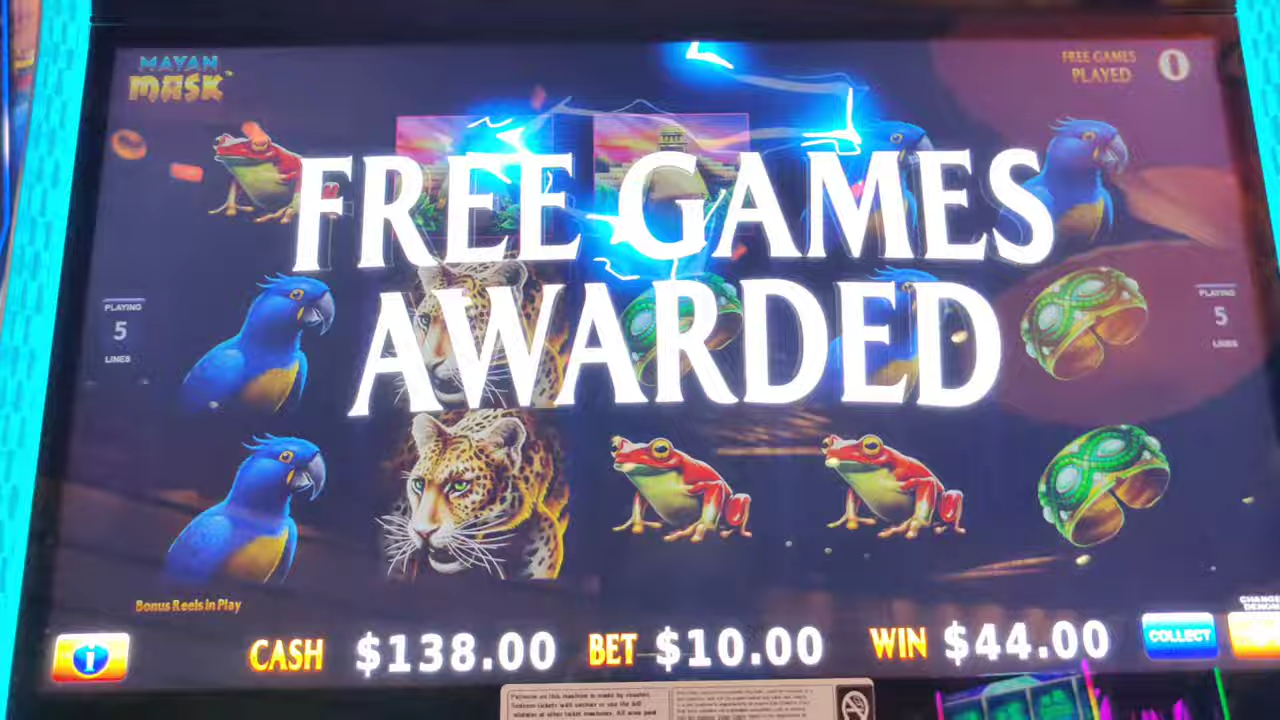 MAYAN
MASK™
FREE GAMES
PLAYED
0
FREE GAMES
AWARDED
PLAYING
5
LINES
PLAYING
5
LINES
Bonus Reels in Play
i
CASH $138.00 BET $10.00 WIN $44.00
COLLECT